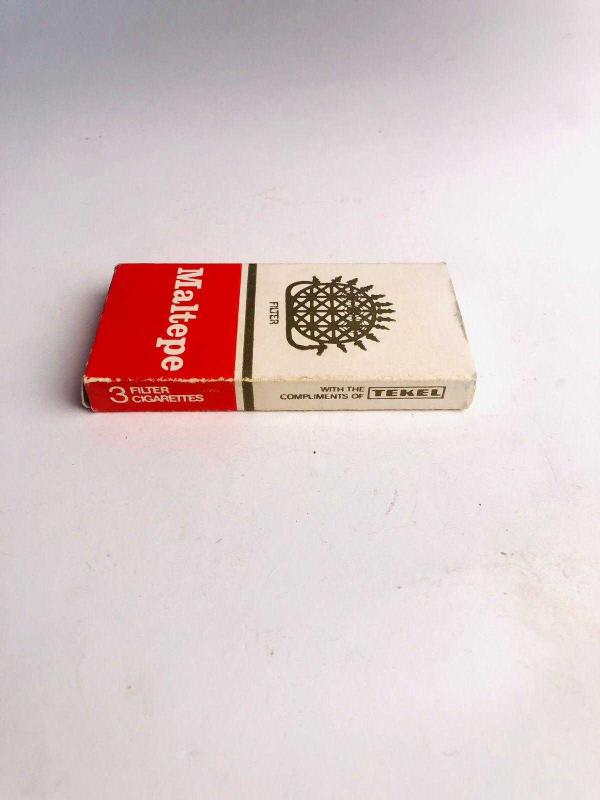 Maltepe
FILTER
3 FILTER
CIGARETTES
WITH THE
COMPLIMENTS OF TEKEL